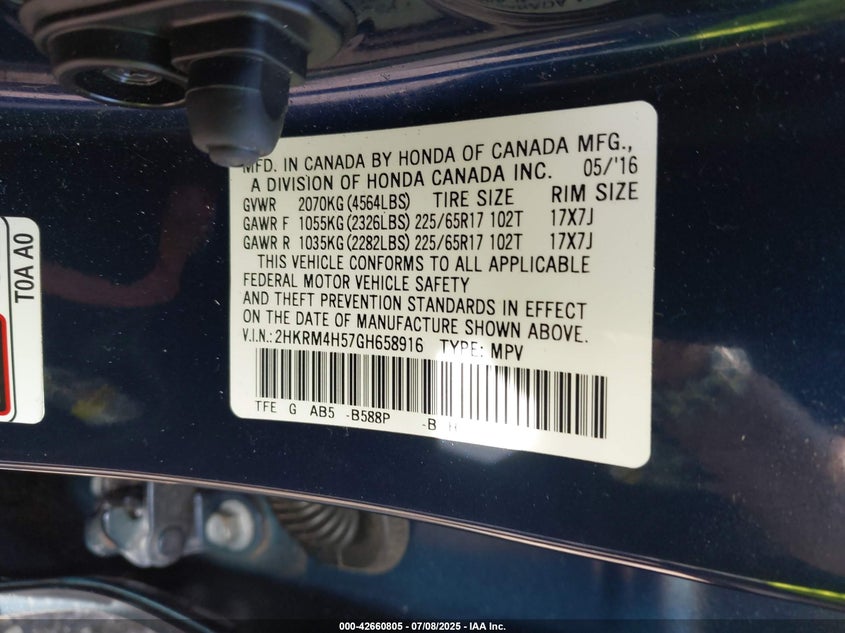 MFD. IN CANADA BY HONDA OF CANADA MFG.,
A DIVISION OF HONDA CANADA INC. 05/'16
GVWR 2070KG (4564LBS) TIRE SIZE RIM SIZE
GAWR F 1055KG (2326LBS) 225/65R17 102T 17X7J
GAWR R 1035KG (2282LBS) 225/65R17 102T 17X7J
THIS VEHICLE CONFORMS TO ALL APPLICABLE
FEDERAL MOTOR VEHICLE SAFETY
AND THEFT PREVENTION STANDARDS IN EFFECT
ON THE DATE OF MANUFACTURE SHOWN ABOVE.
V.I.N.: 2HKRM4H57GH658916 TYPE: MPV
TFE G AB5 -B588P -B H
T0A A0
000-42660805 - 07/08/2025 - IAA Inc.